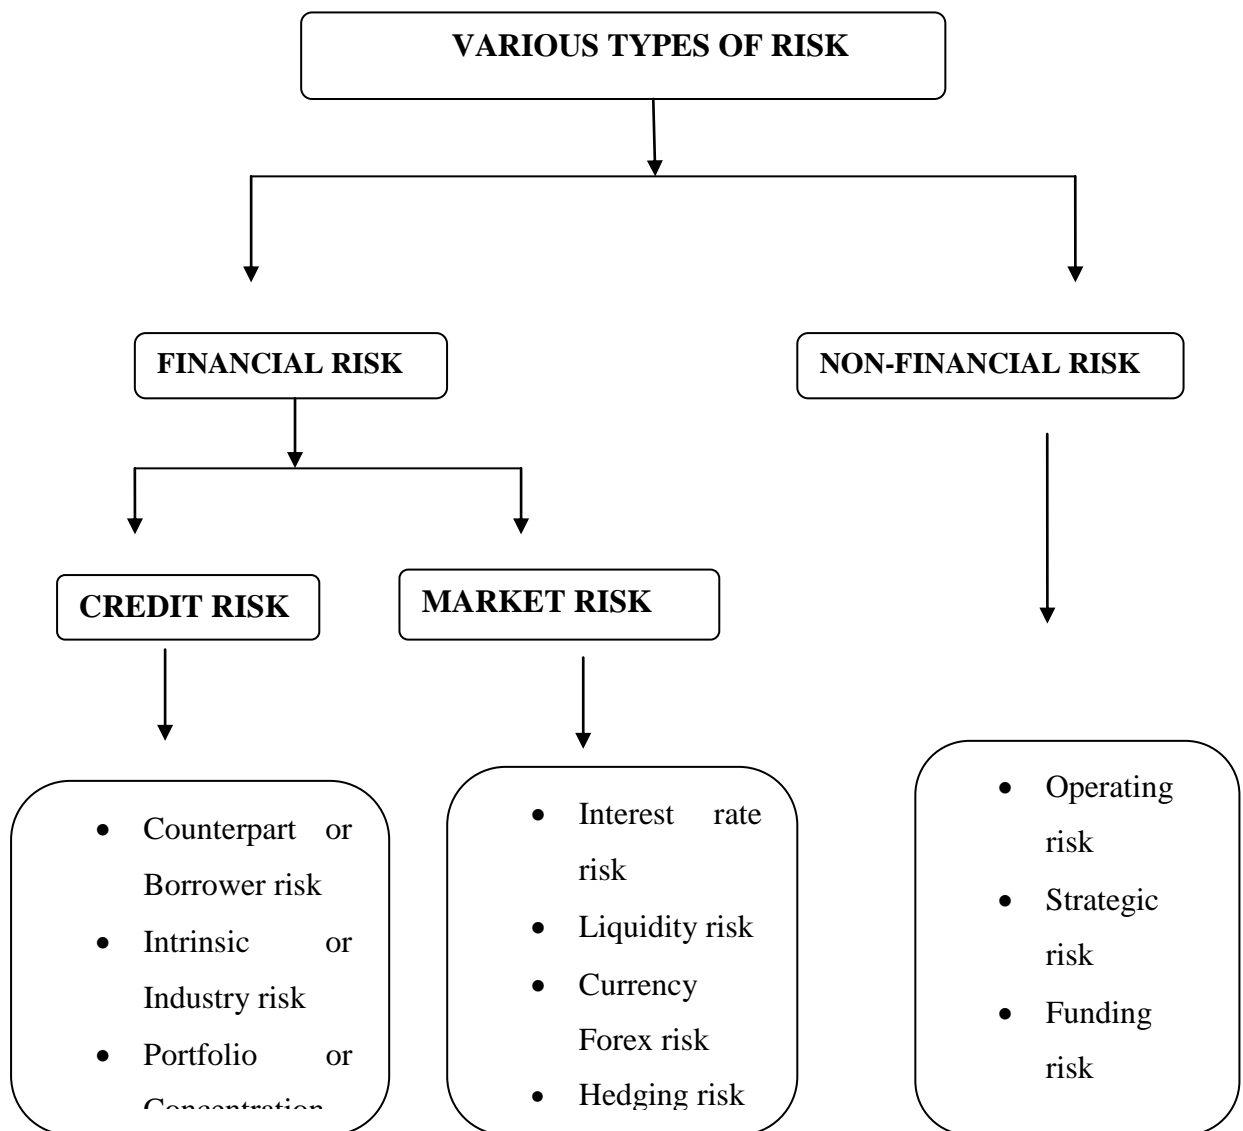 VARIOUS TYPES OF RISK
FINANCIAL RISK
NON-FINANCIAL RISK
CREDIT RISK
MARKET RISK
• Counterpart or
Borrower risk
• Intrinsic or
Industry risk
• Portfolio or
Concentration
• Interest rate
risk
• Liquidity risk
• Currency
Forex risk
• Hedging risk
• Operating
risk
• Strategic
risk
• Funding
risk